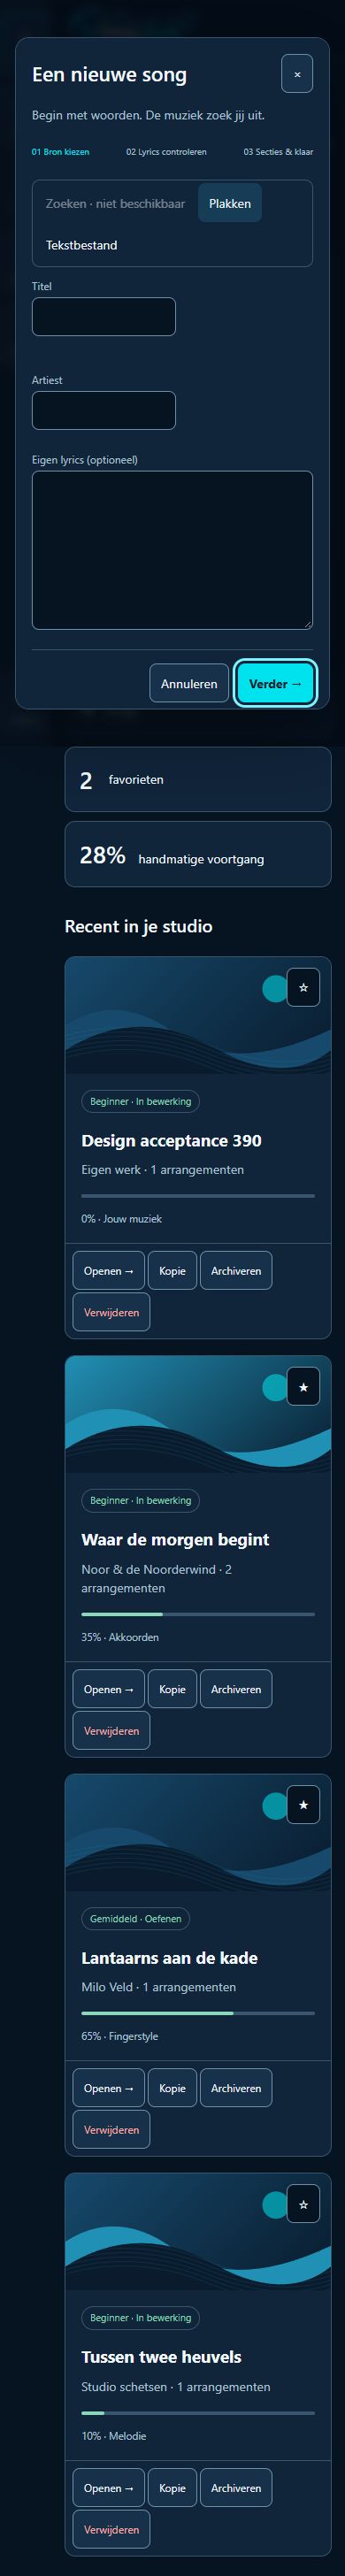 Een nieuwe song
×
Begin met woorden. De muziek zoek jij uit.
01 Bron kiezen 02 Lyrics controleren 03 Secties & klaar
Zoeken · niet beschikbaar Plakken
Tekstbestand
Titel
Artiest
Eigen lyrics (optioneel)
Annuleren Verder →
2 favorieten
28% handmatige voortgang
Recent in je studio
☆
Beginner · In bewerking
Design acceptance 390
Eigen werk · 1 arrangementen
0% · Jouw muziek
Openen → Kopie Archiveren
Verwijderen
★
Beginner · In bewerking
Waar de morgen begint
Noor & de Noorderwind · 2
arrangementen
35% · Akkoorden
Openen → Kopie Archiveren
Verwijderen
★
Gemiddeld · Oefenen
Lantaarns aan de kade
Milo Veld · 1 arrangementen
65% · Fingerstyle
Openen → Kopie Archiveren
Verwijderen
☆
Beginner · In bewerking
Tussen twee heuvels
Studio schetsen · 1 arrangementen
10% · Melodie
Openen → Kopie Archiveren
Verwijderen